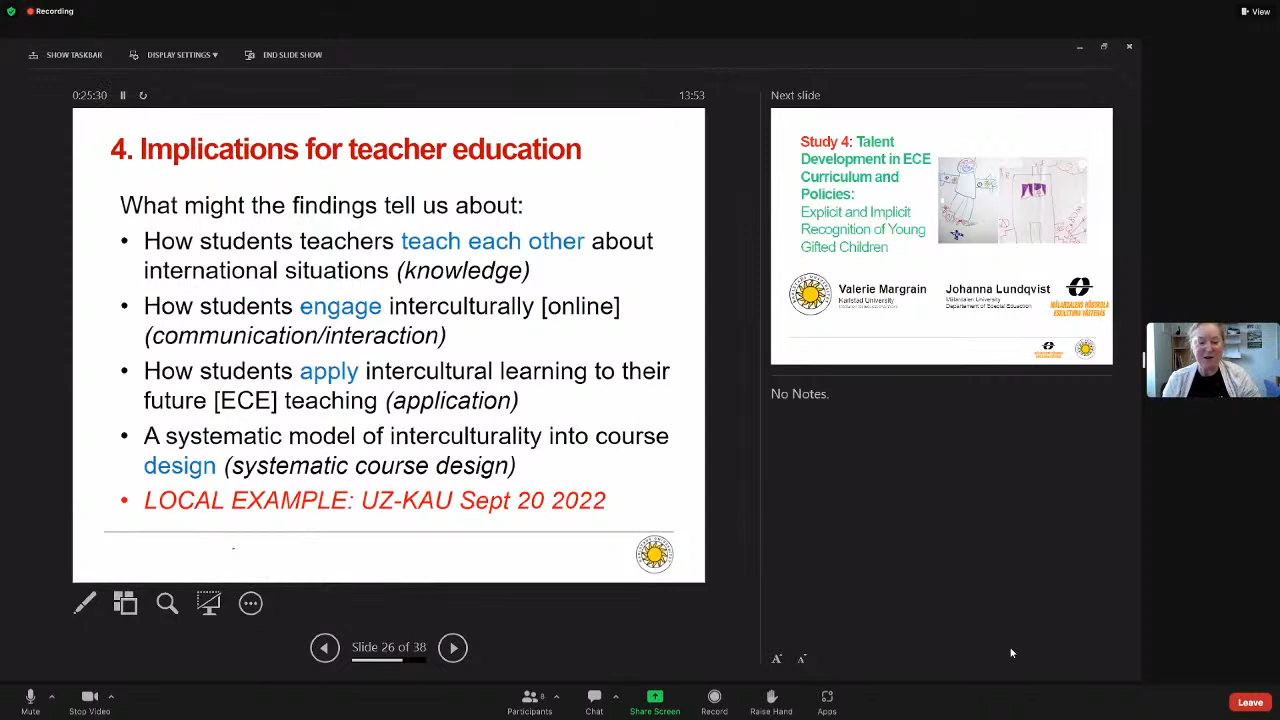 Recording
View
SHOW TASKBAR
DISPLAY SETTINGS ▾
END SLIDE SHOW
0:25:30
13:53
Next slide
4. Implications for teacher education
What might the findings tell us about:
• How students teachers teach each other about
international situations (knowledge)
• How students engage interculturally [online]
(communication/interaction)
• How students apply intercultural learning to their
future [ECE] teaching (application)
• A systematic model of interculturality into course
design (systematic course design)
• LOCAL EXAMPLE: UZ-KAU Sept 20 2022
Study 4: Talent
Development in ECE
Curriculum and
Policies:
Explicit and Implicit
Recognition of Young
Gifted Children
Valerie Margrain
Karlstad University
Johanna Lundqvist
Mälardalen University
Departement of Special Education
MÄLARDALENS HÖGSKOLA
ESKILSTUNA VÄSTERÅS
No Notes.
Slide 26 of 38
A A
Mute
Stop Video
Participants
8
Chat
Share Screen
Record
Raise Hand
Apps
Leave